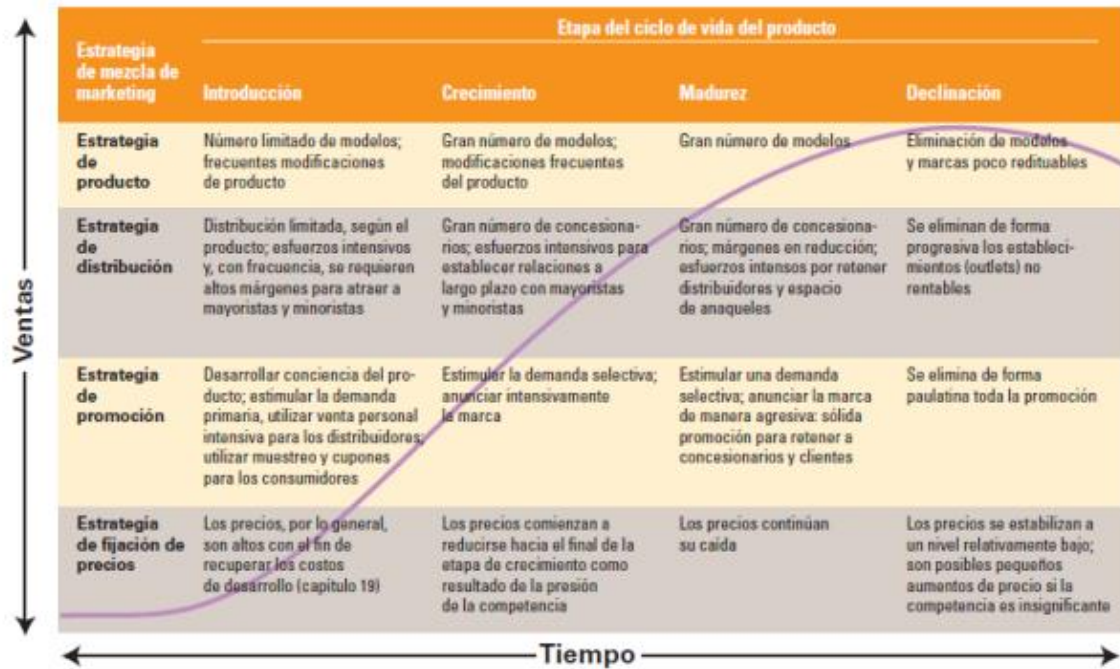 Ventas
Etapa del ciclo de vida del producto
Estrategia
de mezcla de
marketing
Introducción
Crecimiento
Madurez
Declinación
Estrategia
de
producto
Número limitado de modelos;
frecuentes modificaciones
de producto
Gran número de modelos;
modificaciones frecuentes
del producto
Gran número de modelos
Eliminación de modelos
y marcas poco redituables
Estrategia
de
distribución
Distribución limitada, según el
producto; esfuerzos intensivos
y, con frecuencia, se requieren
altos márgenes para atraer a
mayoristas y minoristas
Gran número de concesiona-
rios; esfuerzos intensivos para
establecer relaciones a
largo plazo con mayoristas
y minoristas
Gran número de concesiona-
rios; márgenes en reducción;
esfuerzos intensos por retener
distribuidores y espacio
de anaqueles
Se eliminan de forma
progresiva los estableci-
mientos (outlets) no
rentables
Estrategia
de
promoción
Desarrollar conciencia del pro-
ducto; estimular la demanda
primaria, utilizar venta personal
intensiva para los distribuidores;
utilizar muestreo y cupones
para los consumidores
Estimular la demanda selectiva;
anunciar intensivamente
la marca
Estimular una demanda
selectiva; anunciar la marca
de manera agresiva: sólida
promoción para retener a
concesionarios y clientes
Se elimina de forma
paulatina toda la promoción
Estrategia
de fijación de
precios
Los precios, por lo general,
son altos con el fin de
recuperar los costos
de desarrollo (capítulo 19)
Los precios comienzan a
reducirse hacia el final de la
etapa de crecimiento como
resultado de la presión
de la competencia
Los precios continúan
su caída
Los precios se estabilizan a
un nivel relativamente bajo;
son posibles pequeños
aumentos de precio si la
competencia es insignificante
Tiempo